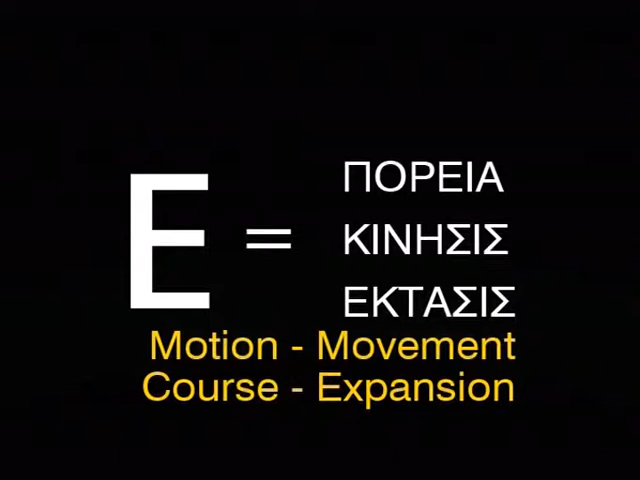 Ε =
ΠΟΡΕΙΑ
ΚΙΝΗΣΙΣ
ΕΚΤΑΣΙΣ
Motion - Movement
Course - Expansion